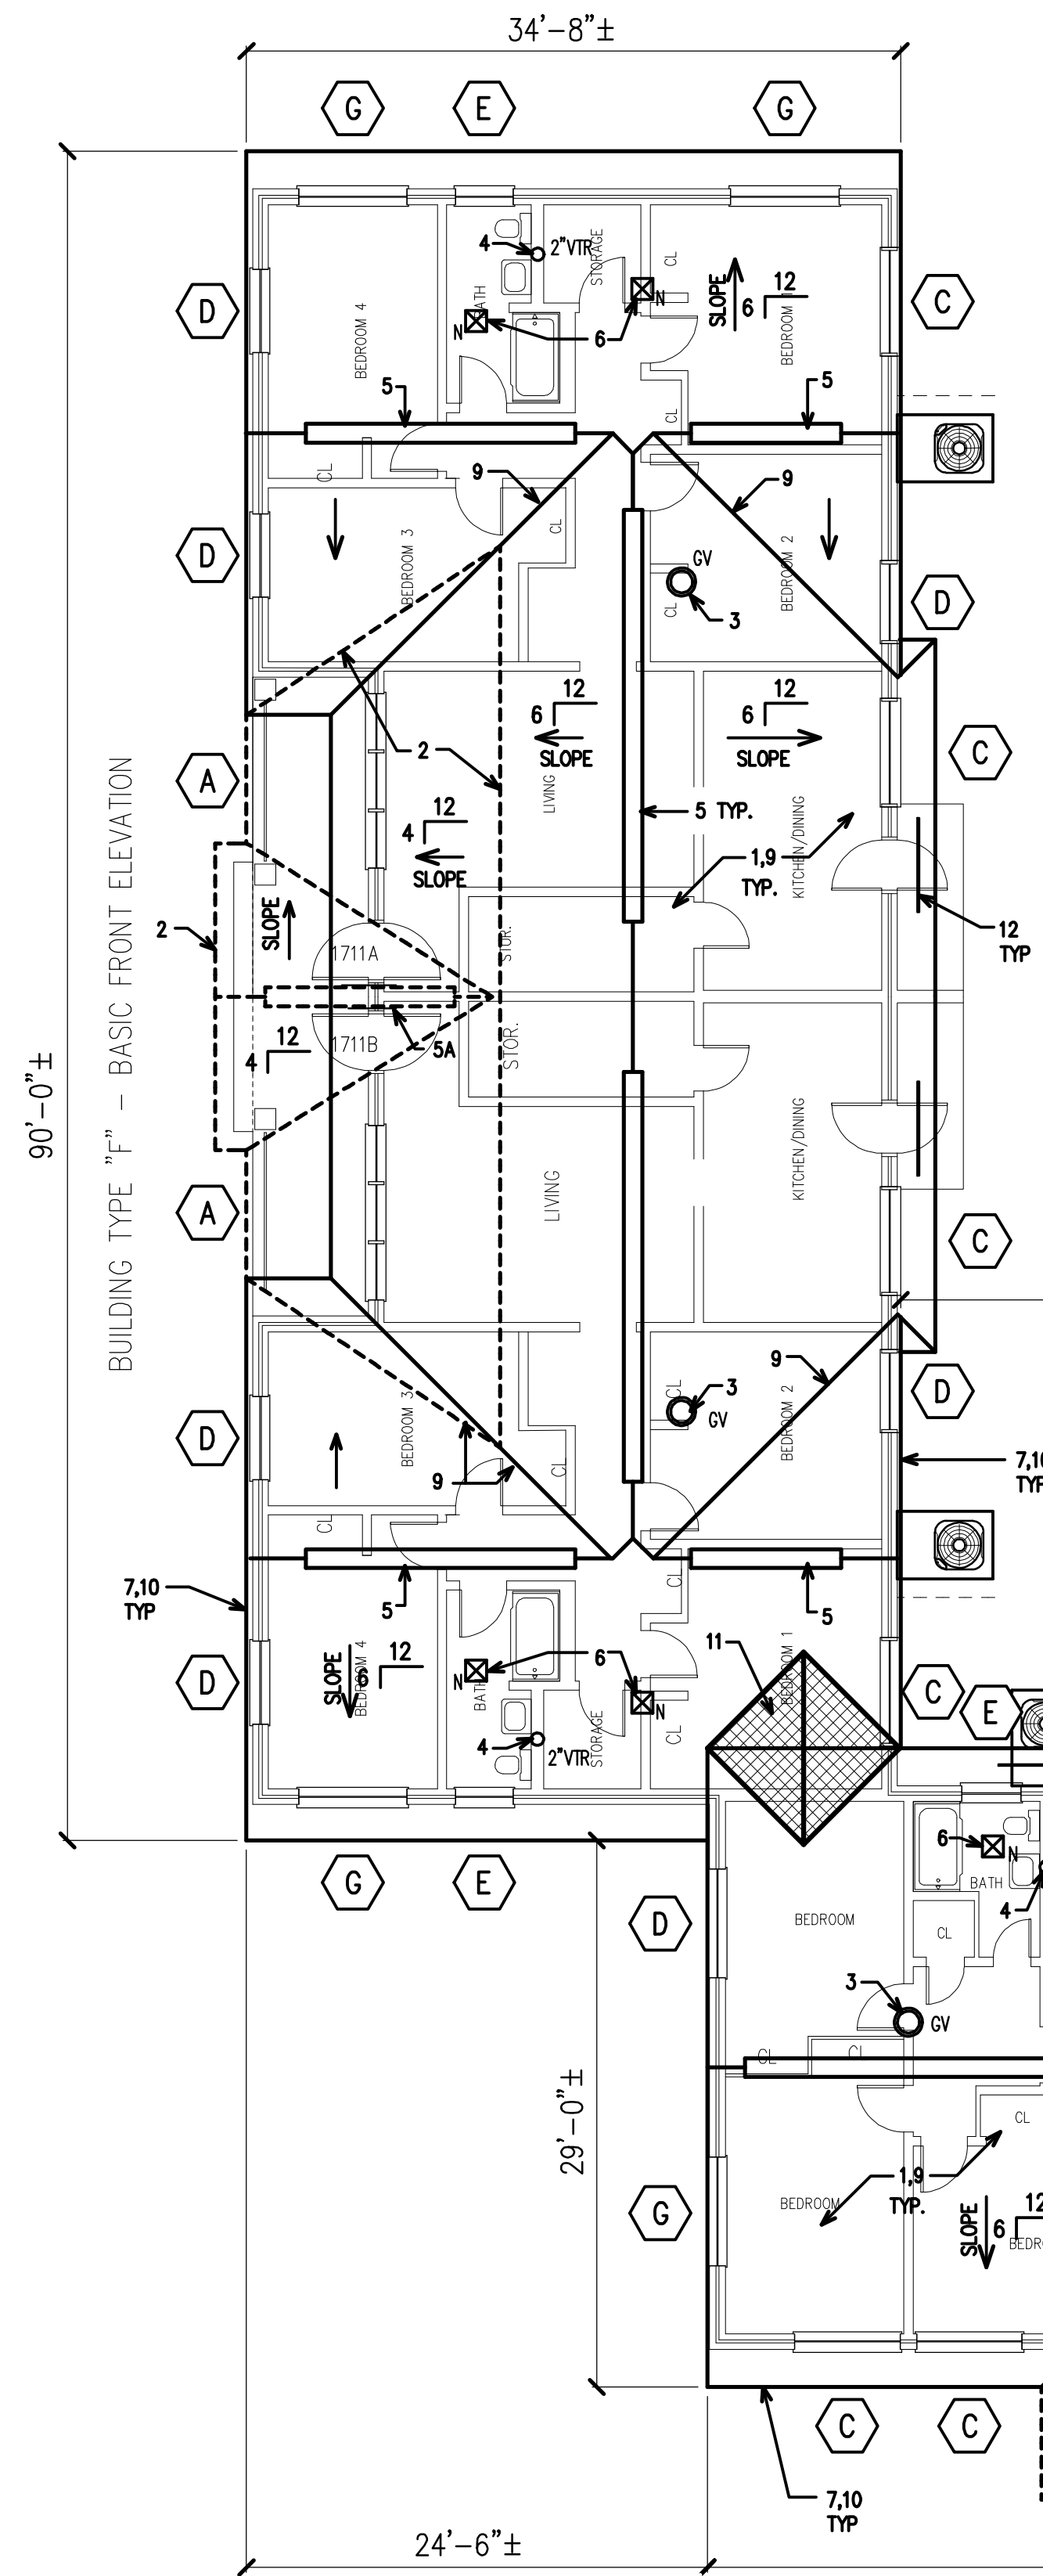 34'-8"±
G
E
G
4
2"VTR
STORAGE
CL
SLOPE
12
6
BEDROOM 1
D
BEDROOM 4
BATH
N
6
N
C
5
CL
5
CL
9
CL
9
D
BEDROOM 3
GV
BEDROOM 2
CL
3
D
2
12
6
SLOPE
12
6
SLOPE
A
LIVING
C
12
4
SLOPE
5 TYP.
KITCHEN/DINING
1,9
TYP.
BUILDING TYPE "F" - BASIC FRONT ELEVATION
2
SLOPE
1711A
STOR.
12
TYP
90'-0"±
12
4
1711B
5A
STOR.
LIVING
KITCHEN/DINING
A
C
BEDROOM 3
9
3
CL
GV
BEDROOM 2
D
D
9
CL
7,10
TYP
CL
5
CL
5
11
SLOPE
12
6
BEDROOM 4
D
N
BATH
6
N
BEDROOM 1
C
E
4
2"VTR
STORAGE
CL
G
E
D
6
N
BATH
4
BEDROOM
CL
3
GV
CL
CL
29'-0"±
CL
1,9
TYP.
BEDROOM
G
SLOPE
6
C
C
7,10
TYP
24'-6"±